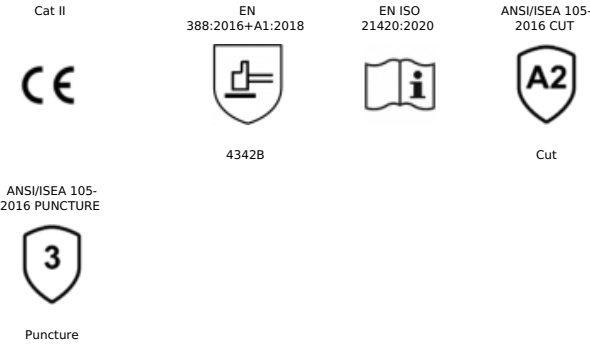 Cat II
EN
388:2016+A1:2018
EN ISO
21420:2020
ANSI/ISEA 105-
2016 CUT
CE
i
A2
4342B
Cut
ANSI/ISEA 105-
2016 PUNCTURE
3
Puncture